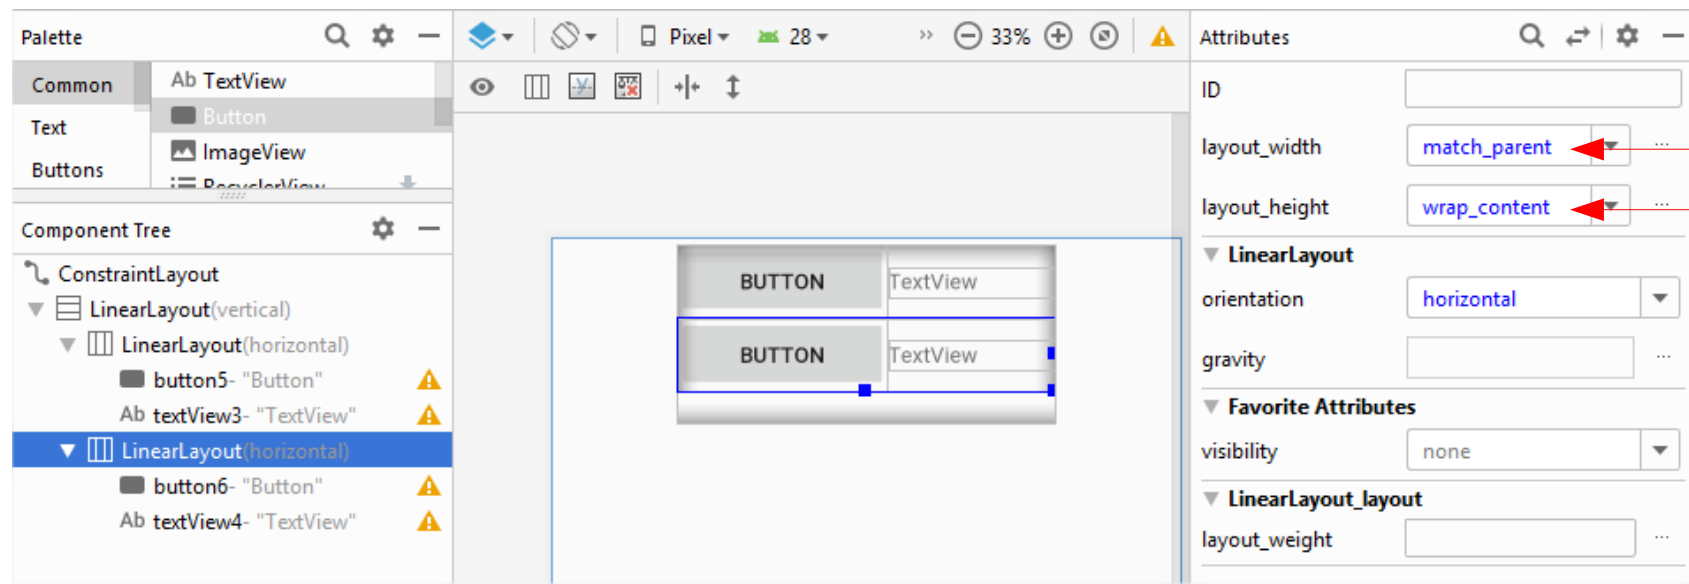 Palette
Common
Text
Buttons
Ab TextView
Button
ImageView
RecyclerView
Component Tree
ConstraintLayout
LinearLayout(vertical)
LinearLayout(horizontal)
button5- "Button"
Ab textView3- "TextView"
LinearLayout(horizontal)
button6- "Button"
Ab textView4- "TextView"
Pixel
28
33%
BUTTON TextView
BUTTON TextView
Attributes
ID
layout_width match_parent ...
layout_height wrap_content ...
LinearLayout
orientation horizontal
gravity ...
Favorite Attributes
visibility none
LinearLayout_layout
layout_weight ...